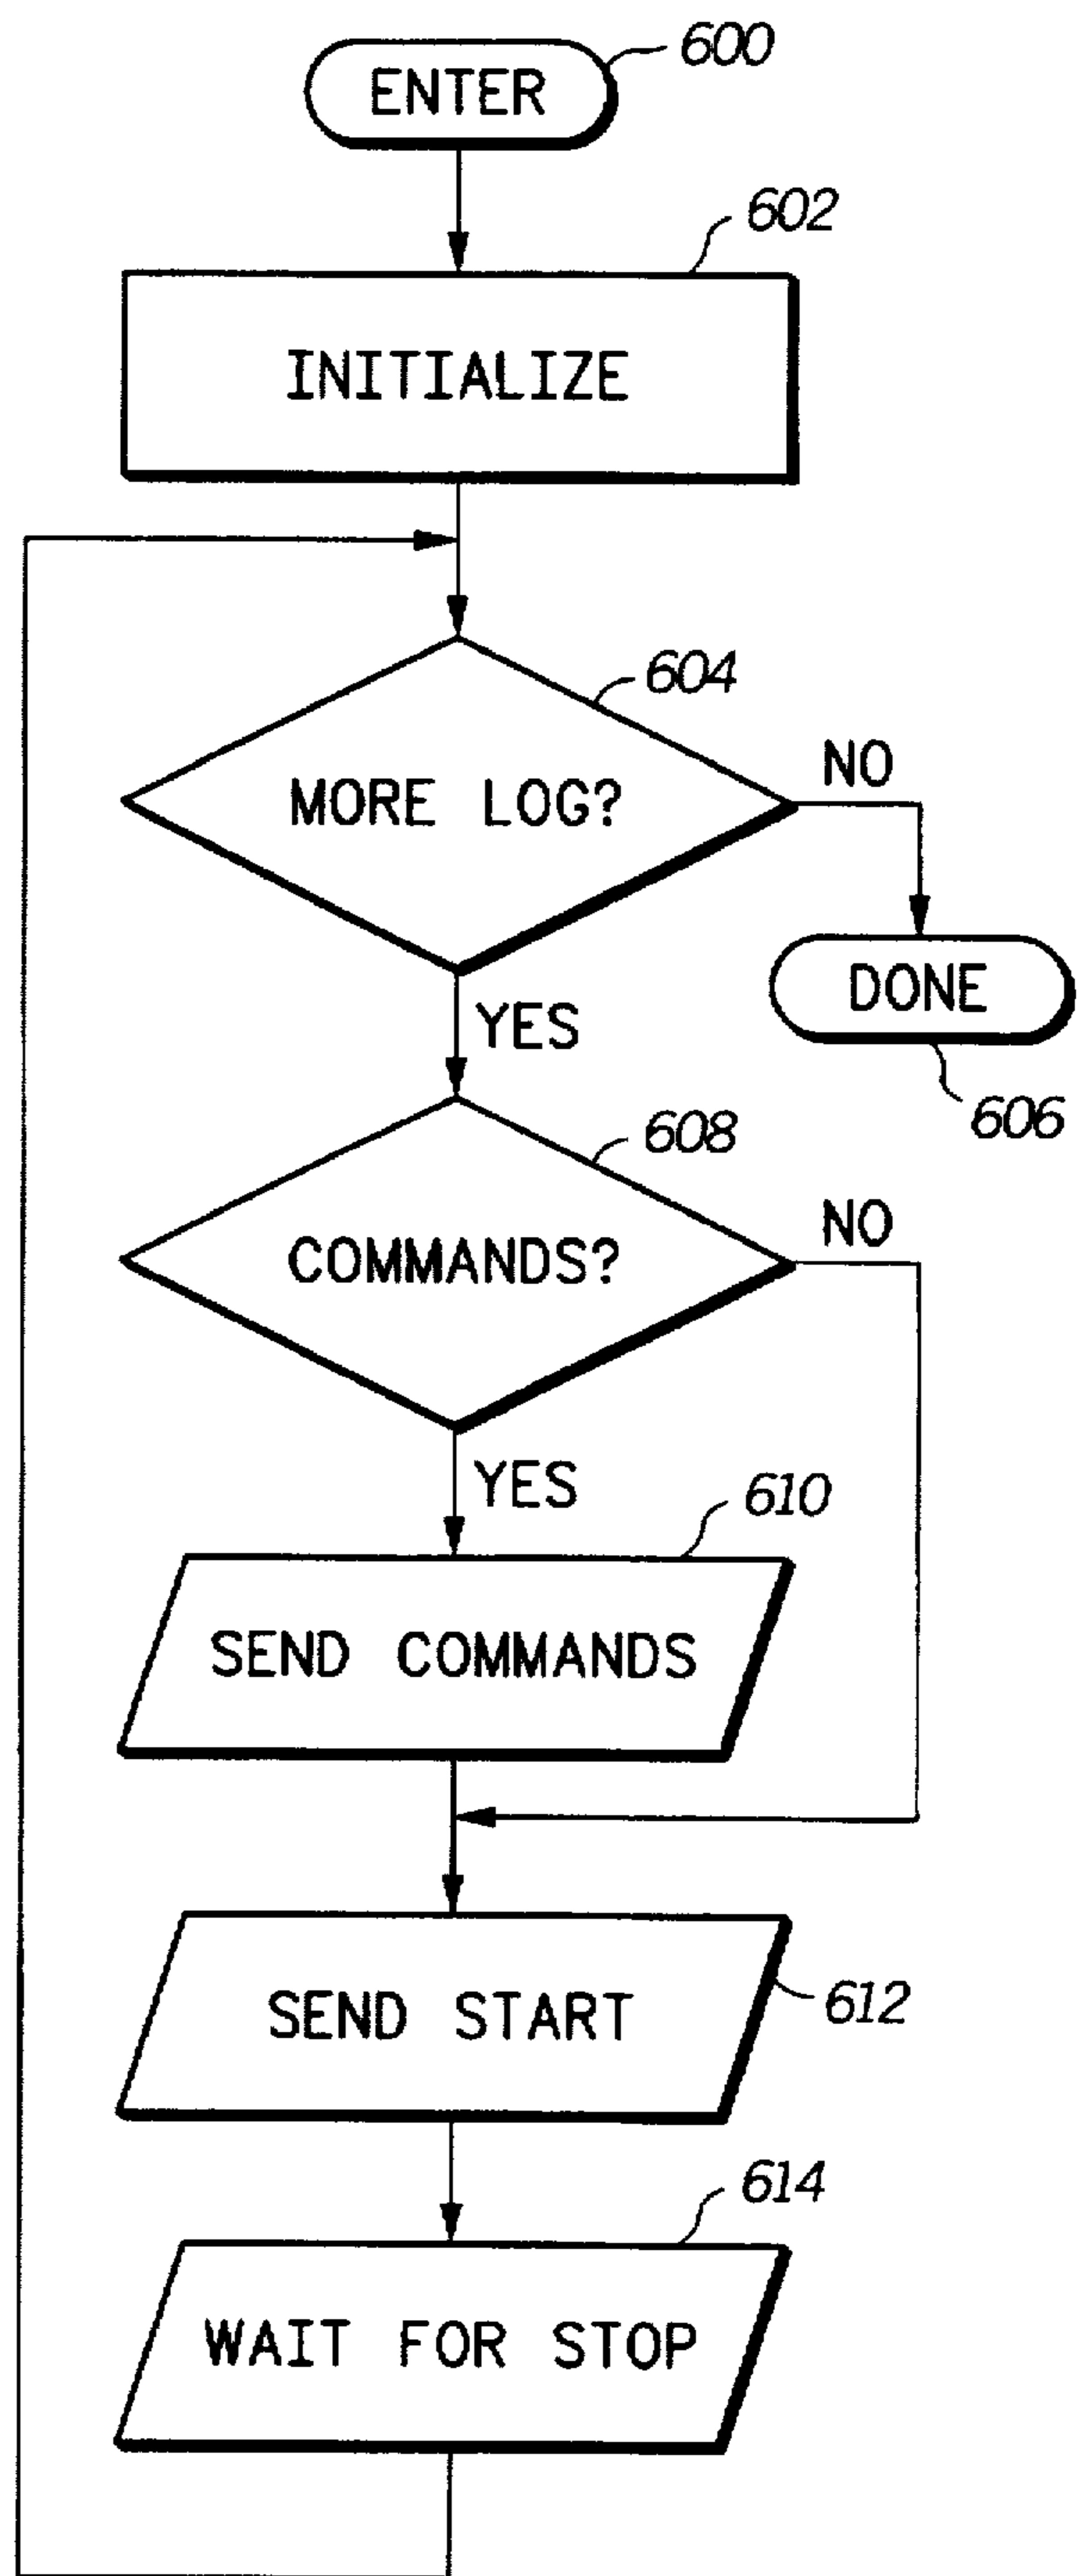 600
ENTER
602
INITIALIZE
604
MORE LOG?
NO
DONE
606
YES
608
COMMANDS?
NO
YES
610
SEND COMMANDS
SEND START
612
614
WAIT FOR STOP